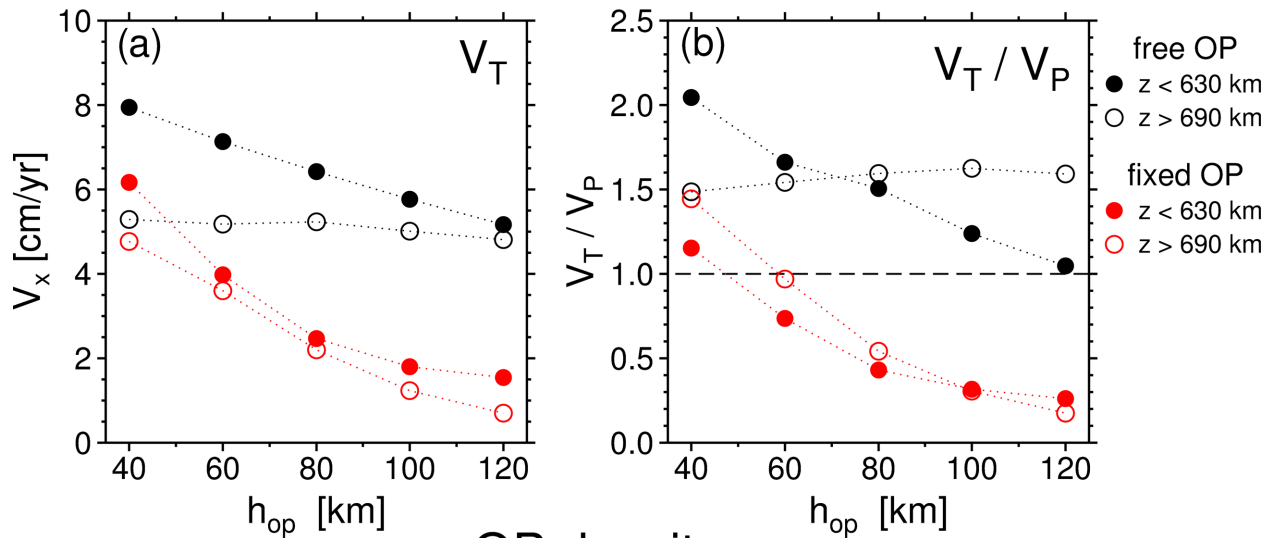 (a)
V_T
10
8
6
4
2
0
V_x [cm/yr]
40 60 80 100 120
h_op [km]
(b)
V_T / V_P
2.5
2.0
1.5
1.0
0.5
0.0
V_T / V_P
40 60 80 100 120
h_op [km]
free OP
z < 630 km
z > 690 km
fixed OP
z < 630 km
z > 690 km